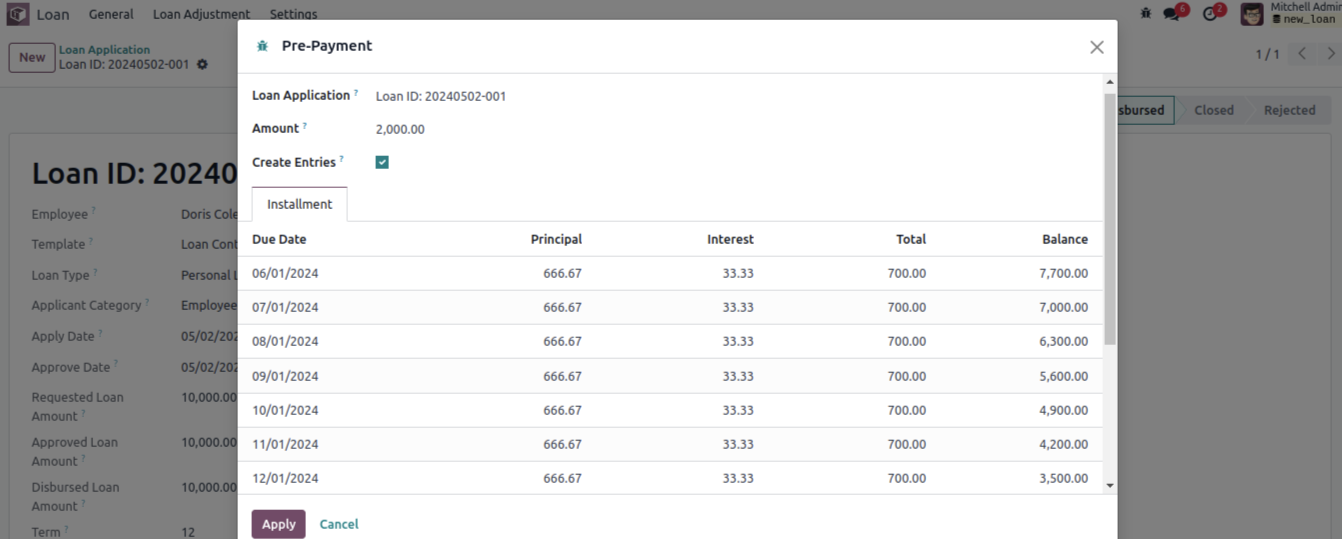 Loan General Loan Adjustment Settings 6 2 Mitchell Admin
new_loan
New Loan Application
Loan ID: 20240502-001
1 / 1
Pre-Payment
Loan Application ? Loan ID: 20240502-001
Amount ? 2,000.00
Create Entries ?
Installment
Due Date Principal Interest Total Balance
06/01/2024 666.67 33.33 700.00 7,700.00
07/01/2024 666.67 33.33 700.00 7,000.00
08/01/2024 666.67 33.33 700.00 6,300.00
09/01/2024 666.67 33.33 700.00 5,600.00
10/01/2024 666.67 33.33 700.00 4,900.00
11/01/2024 666.67 33.33 700.00 4,200.00
12/01/2024 666.67 33.33 700.00 3,500.00
Apply Cancel
sbursed Closed Rejected
Loan ID: 20240
Employee ? Doris Cole
Template ? Loan Cont
Loan Type ? Personal L
Applicant Category ? Employee
Apply Date ? 05/02/202
Approve Date ? 05/02/202
Requested Loan 10,000.00
Amount ?
Approved Loan 10,000.00
Amount ?
Disbursed Loan 10,000.00
Amount ?
Term ? 12